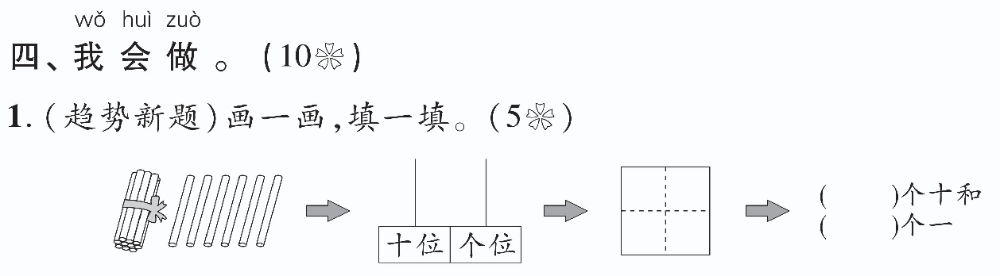 wǒ huì zuò
四、我会做。(10)
1.(趋势新题)画一画,填一填。(5)
十位 个位
( )个十和
( )个一